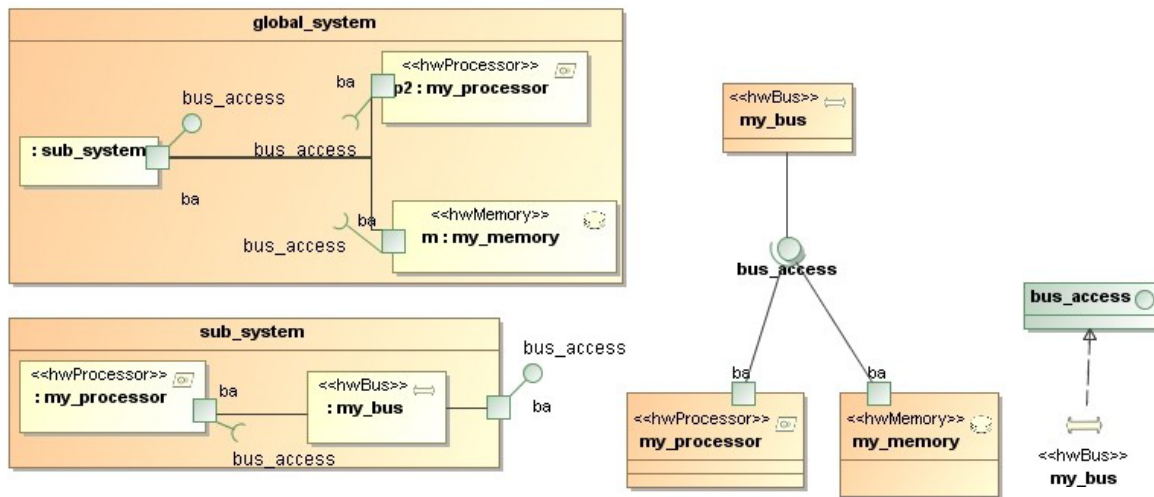 global_system
<<hwProcessor>>
p2 : my_processor
ba
bus_access
: sub_system
bus_access
ba
<<hwMemory>>
m : my_memory
ba
bus_access
sub_system
<<hwProcessor>>
: my_processor
ba
bus_access
<<hwBus>>
: my_bus
bus_access
ba
<<hwBus>>
my_bus
bus_access
ba
<<hwProcessor>>
my_processor
ba
<<hwMemory>>
my_memory
bus_access
<<hwBus>>
my_bus